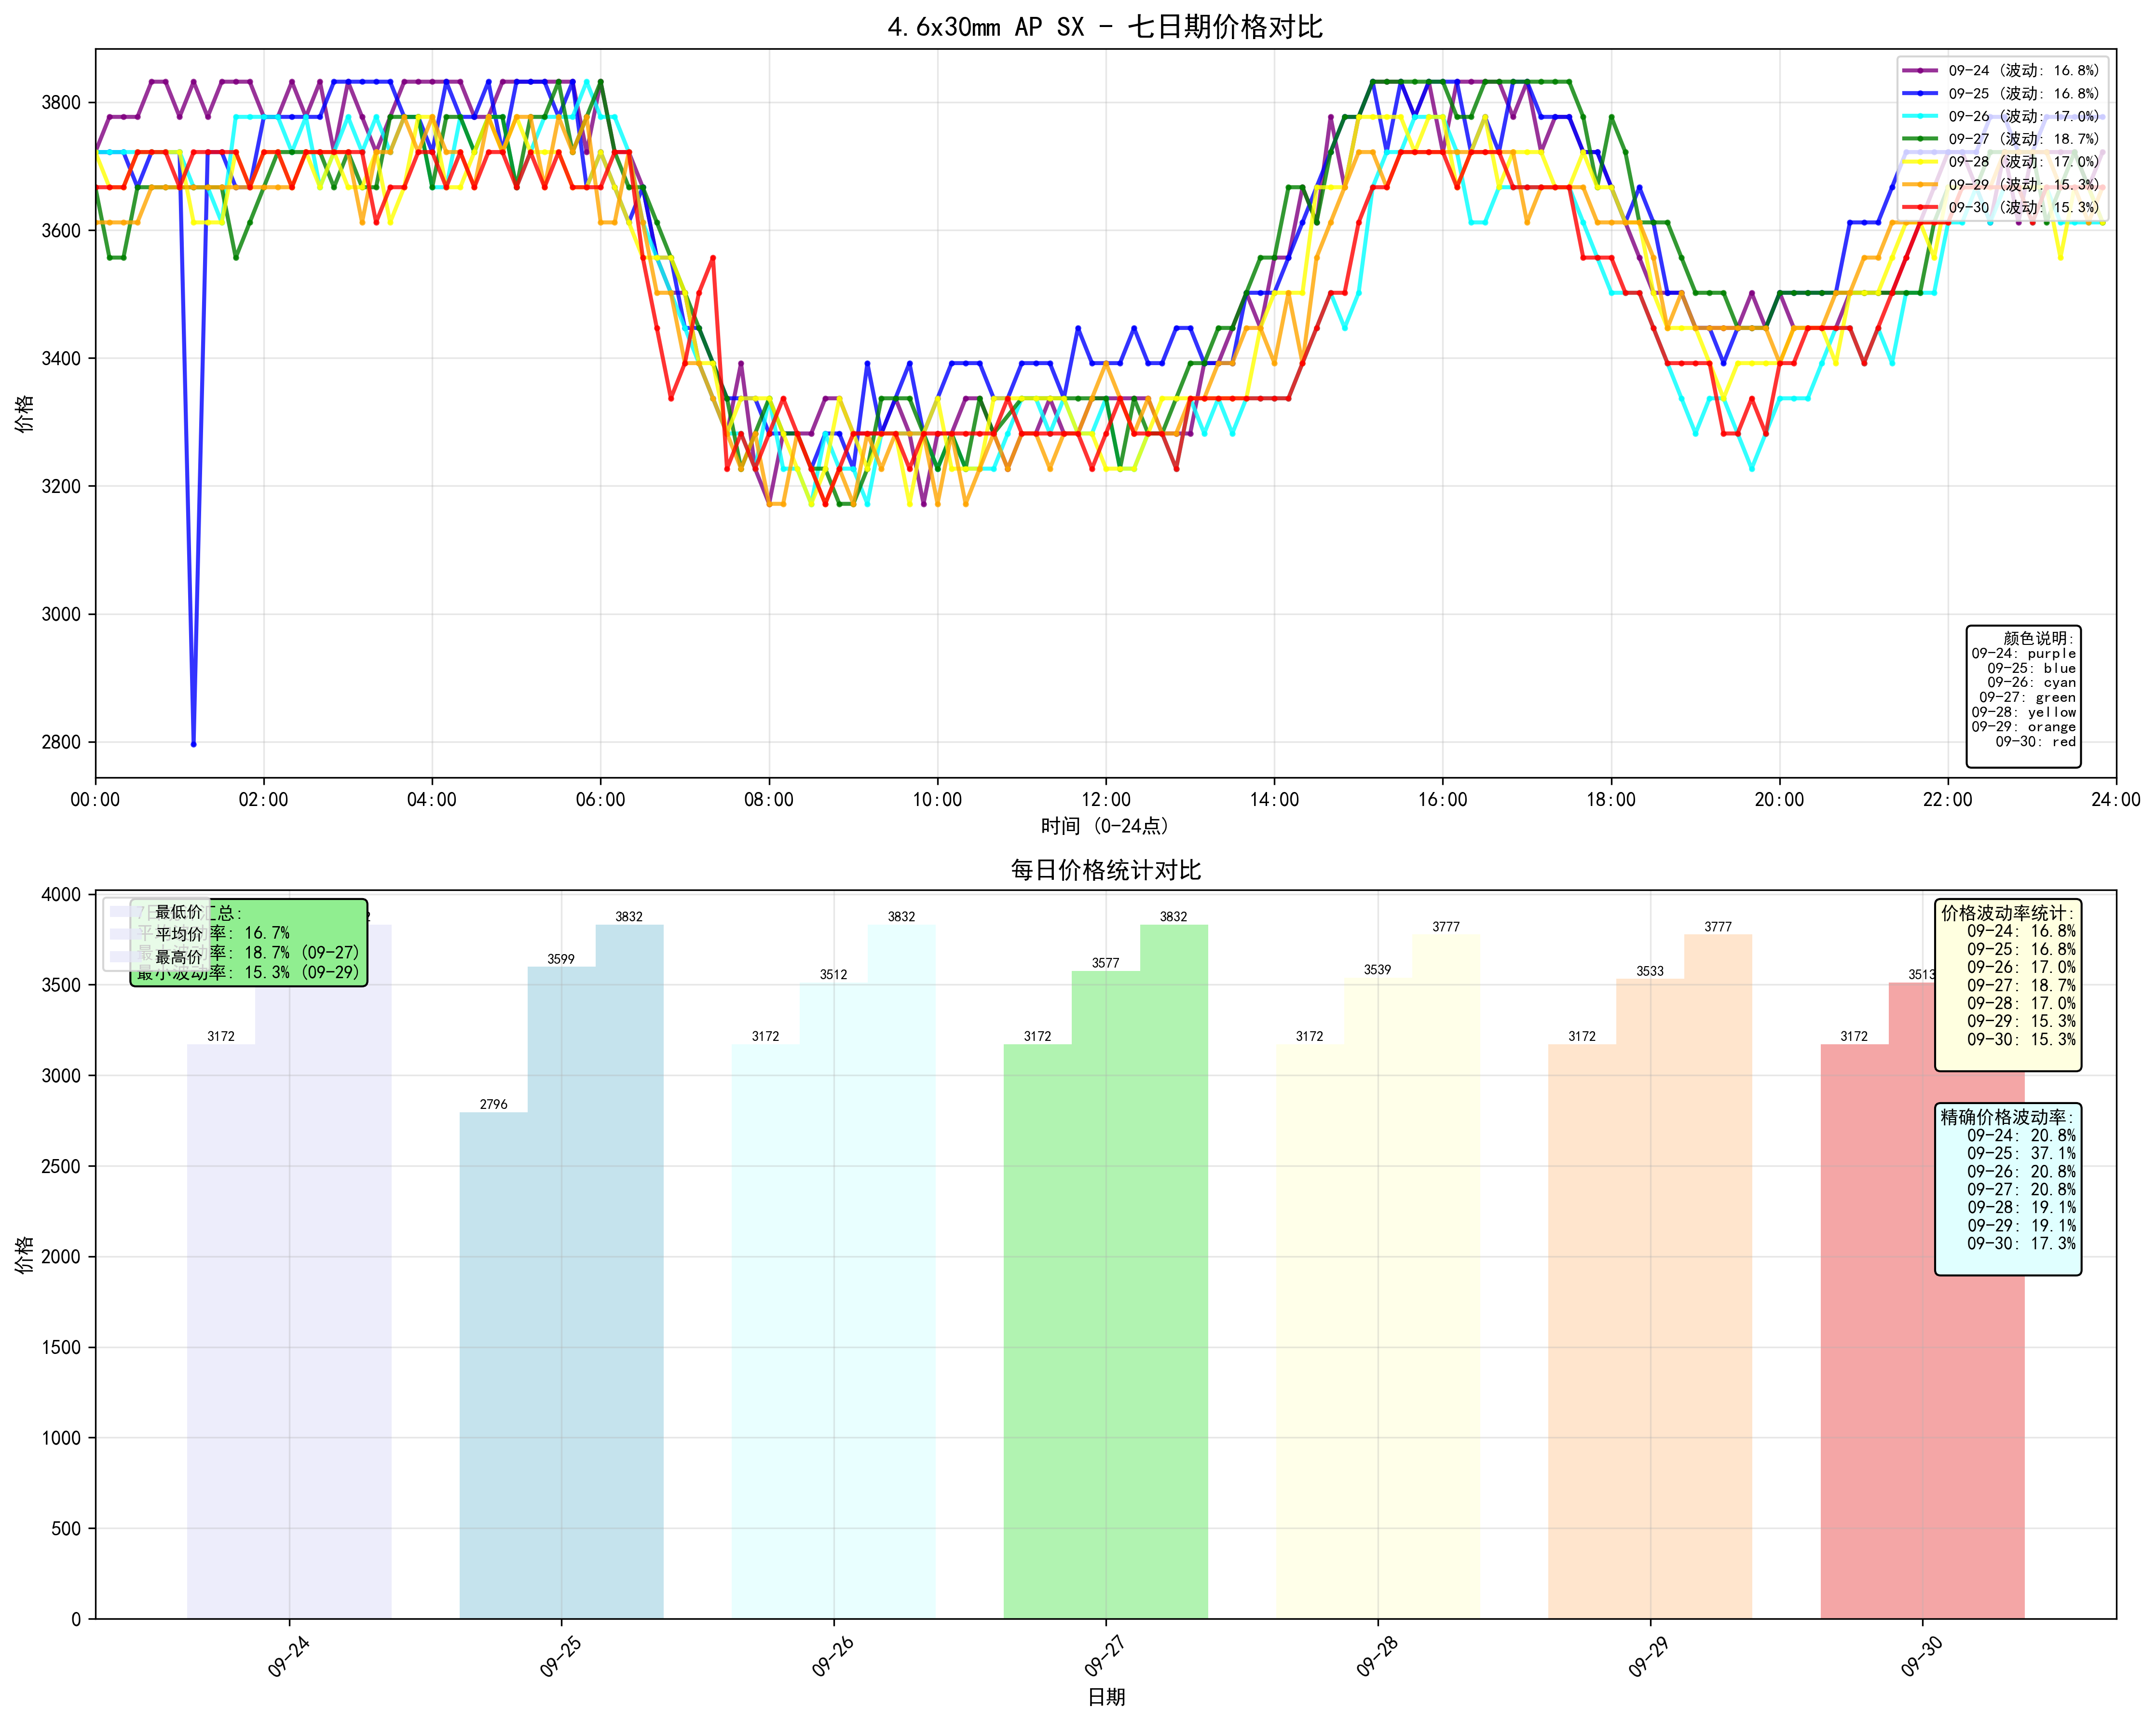 4.6x30mm AP SX - 七日期价格对比
价格
3800
3600
3400
3200
3000
2800
09-24 (波动: 16.8%)
09-25 (波动: 16.8%)
09-26 (波动: 17.0%)
09-27 (波动: 18.7%)
09-28 (波动: 17.0%)
09-29 (波动: 15.3%)
09-30 (波动: 15.3%)
颜色说明:
09-24: purple
09-25: blue
09-26: cyan
09-27: green
09-28: yellow
09-29: orange
09-30: red
00:00 02:00 04:00 06:00 08:00 10:00 12:00 14:00 16:00 18:00 20:00 22:00 24:00
时间 (0-24点)
每日价格统计对比
价格
4000
3500
3000
2500
2000
1500
1000
500
0
最低价
平均价
最高价
汇总:
率: 16.7%
率: 18.7% (09-27)
最小波动率: 15.3% (09-29)
3172
2796 3599 3832
3172 3512 3832
3172 3577 3832
3172 3539 3777
3172 3533 3777
3172 3513
价格波动率统计:
09-24: 16.8%
09-25: 16.8%
09-26: 17.0%
09-27: 18.7%
09-28: 17.0%
09-29: 15.3%
09-30: 15.3%
精确价格波动率:
09-24: 20.8%
09-25: 37.1%
09-26: 20.8%
09-27: 20.8%
09-28: 19.1%
09-29: 19.1%
09-30: 17.3%
09-24 09-25 09-26 09-27 09-28 09-29 09-30
日期